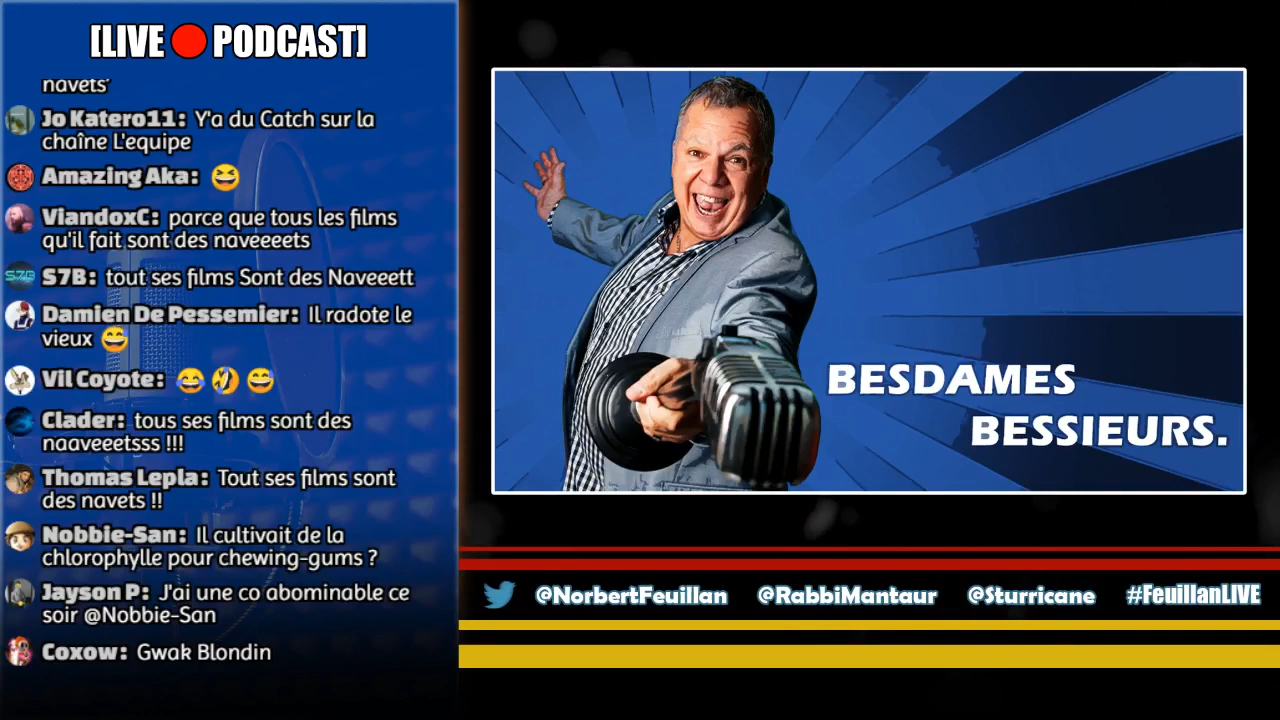 [LIVE PODCAST]
navets'
Jo Katero11: Y'a du Catch sur la
chaîne L'equipe
Amazing Aka:
ViandoxC: parce que tous les films
qu'il fait sont des naveeeets
S7B
S7B: tout ses films Sont des Naveeett
Damien De Pessemier: Il radote le
vieux
Vil Coyote:
Clader: tous ses films sont des
naaveeetsss !!!
Thomas Lepla: Tout ses films sont
des navets !!
Nobbie-San: Il cultivait de la
chlorophylle pour chewing-gums ?
Jayson P: J'ai une co abominable ce
soir @Nobbie-San
Coxow: Gwak Blondin
BESDAMES
BESSIEURS.
@NorbertFeuillan @RabbiMantaur @Sturricane #FeuillanLIVE